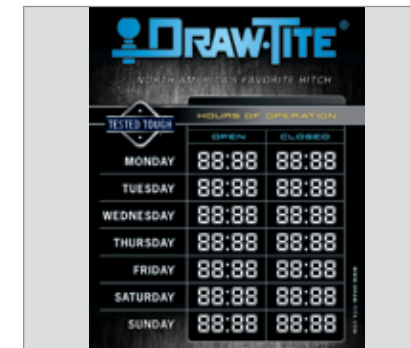 DRAW-TITE®
NORTH AMERICA'S FAVORITE HITCH
TESTED TOUGH
HOURS OF OPERATION
OPEN CLOSED
MONDAY 88:88 88:88
TUESDAY 88:88 88:88
WEDNESDAY 88:88 88:88
THURSDAY 88:88 88:88
FRIDAY 88:88 88:88
SATURDAY 88:88 88:88
SUNDAY 88:88 88:88